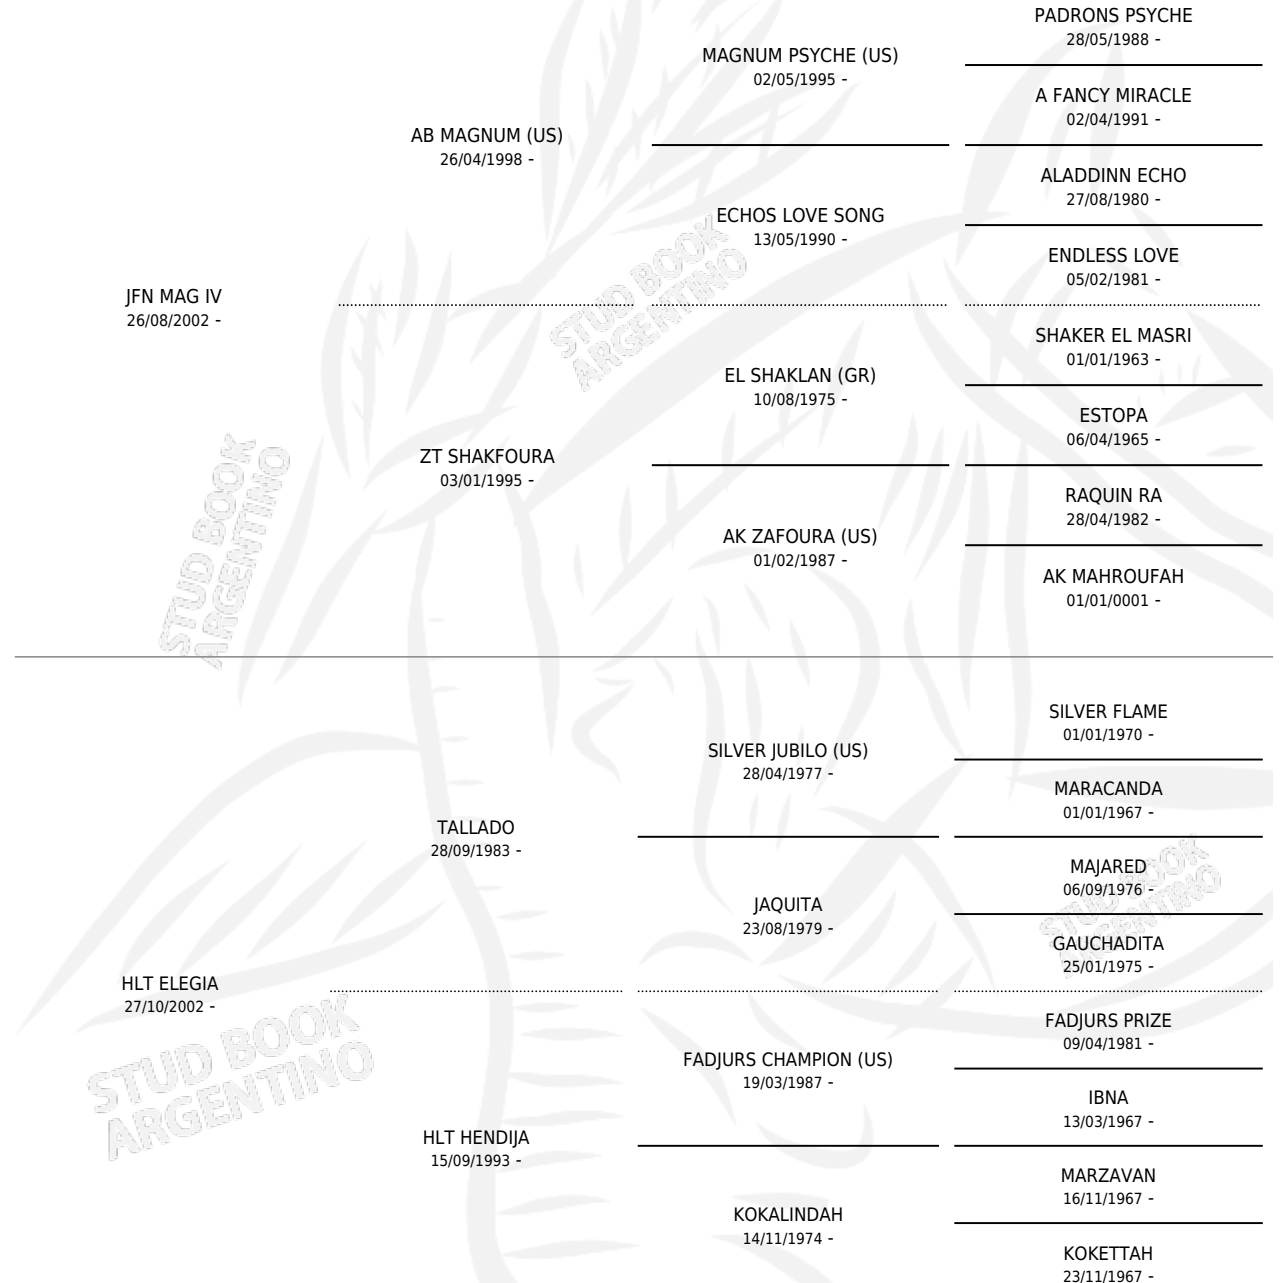 PADRONS PSYCHE
28/05/1988 -
MAGNUM PSYCHE (US)
02/05/1995 -
A FANCY MIRACLE
02/04/1991 -
AB MAGNUM (US)
26/04/1998 -
ALADDINN ECHO
27/08/1980 -
ECHOS LOVE SONG
13/05/1990 -
ENDLESS LOVE
05/02/1981 -
JFN MAG IV
26/08/2002 -
SHAKER EL MASRI
01/01/1963 -
EL SHAKLAN (GR)
10/08/1975 -
ESTOPA
06/04/1965 -
ZT SHAKFOURA
03/01/1995 -
RAQUIN RA
28/04/1982 -
AK ZAFOURA (US)
01/02/1987 -
AK MAHROUFAH
01/01/0001 -
SILVER FLAME
01/01/1970 -
SILVER JUBILO (US)
28/04/1977 -
MARACANDA
01/01/1967 -
TALLADO
28/09/1983 -
MAJARED
06/09/1976 -
JAQUITA
23/08/1979 -
GAUCHADITA
25/01/1975 -
HLT ELEGIA
27/10/2002 -
FADJURS PRIZE
09/04/1981 -
FADJURS CHAMPION (US)
19/03/1987 -
IBNA
13/03/1967 -
HLT HENDIJA
15/09/1993 -
MARZAVAN
16/11/1967 -
KOKALINDAH
14/11/1974 -
KOKETTAH
23/11/1967 -
STUD BOOK
ARGENTINO
STUD BOOK
ARGENTINO
STUD BOOK
ARGENTINO
STUD BOOK
ARGENTINO